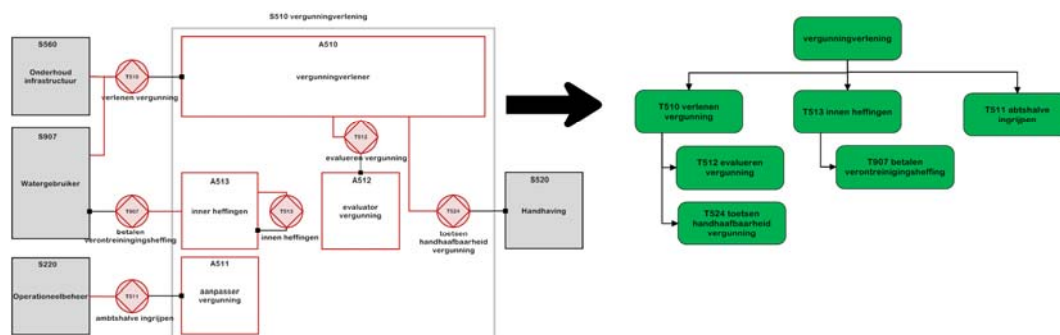 S510 vergunningverlening
S560
Onderhoud
infrastructuur
T510
verlenen vergunning
A510
vergunningverlener
S907
Watergebruiker
T512
evalueren vergunning
T907
betalen
verontreiningingsheffing
A513
inner heffingen
T513
innen heffingen
A512
evaluator
vergunning
T524
toetsen
handhaafbaarheid
vergunning
S520
Handhaving
S220
Operationeelbeheer
T511
ambtshalve ingrijpen
A511
aanpasser
vergunning
vergunningverlening
T510 verlenen
vergunning
T513 innen heffingen
T511 abtshalve
ingrijpen
T512 evalueren
vergunning
T907 betalen
verontreinigingsheffing
T524 toetsen
handhaafbaarheid
vergunning